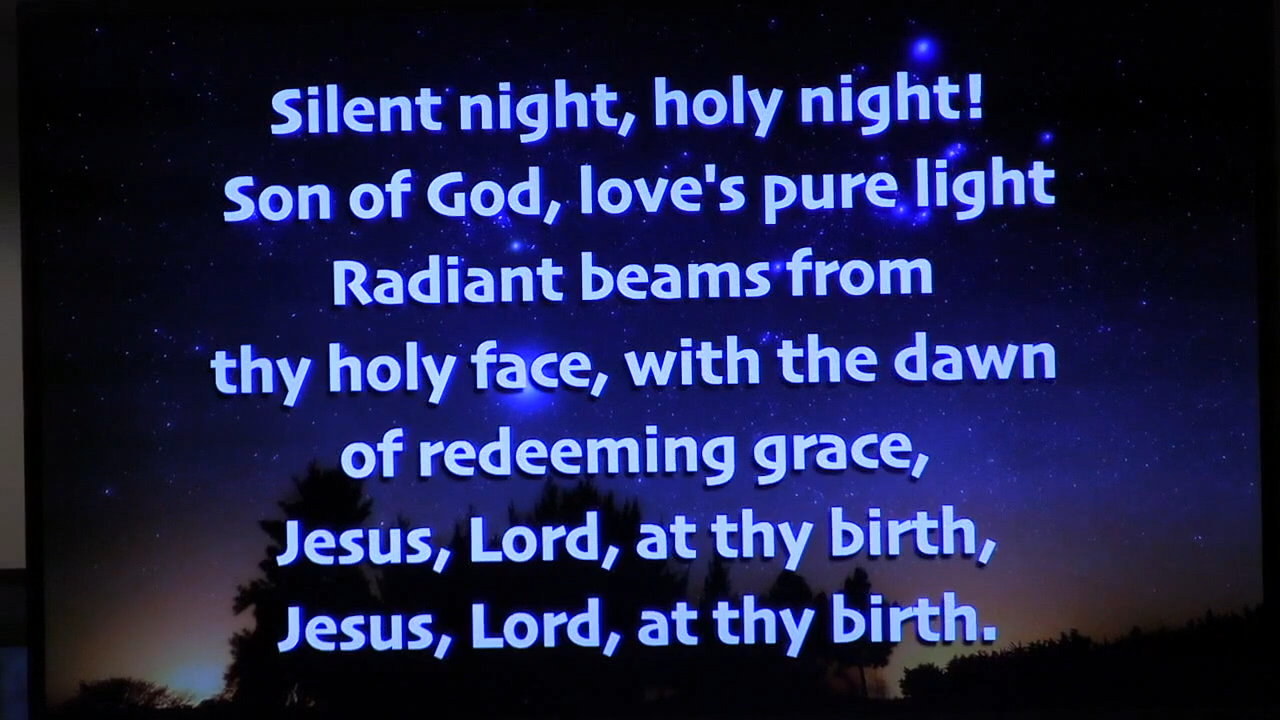 Silent night, holy night!
Son of God, love's pure light
Radiant beams from
thy holy face, with the dawn
of redeeming grace,
Jesus, Lord, at thy birth,
Jesus, Lord, at thy birth.